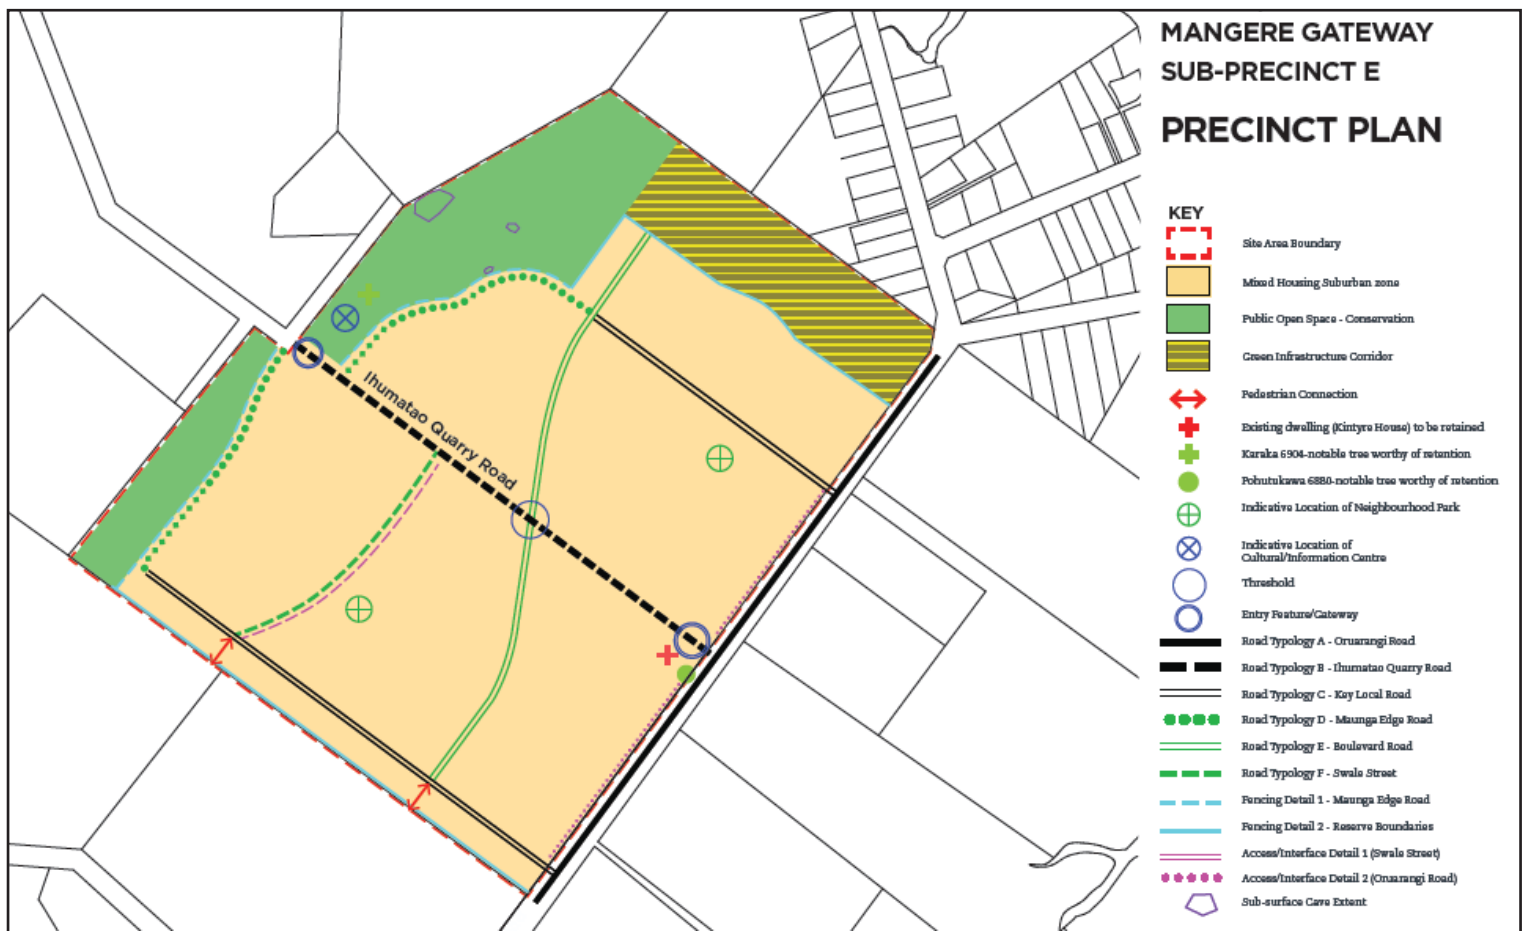 MANGERE GATEWAY
SUB-PRECINCT E
PRECINCT PLAN
KEY
Site Area Boundary
Mixed Housing Suburban zone
Public Open Space - Conservation
Green Infrastructure Corridor
Pedestrian Connection
Existing dwelling (Kintyre House) to be retained
Karaka 6904-notable tree worthy of retention
Pohutukawa 6880-notable tree worthy of retention
Indicative Location of Neighbourhood Park
Indicative Location of
Cultural/Information Centre
Threshold
Entry Feature/Gateway
Road Typology A - Oruarangi Road
Road Typology B - Ihumatao Quarry Road
Road Typology C - Key Local Road
Road Typology D - Maunga Edge Road
Road Typology E - Boulevard Road
Road Typology F - Swale Street
Fencing Detail 1 - Maunga Edge Road
Fencing Detail 2 - Reserve Boundaries
Access/Interface Detail 1 (Swale Street)
Access/Interface Detail 2 (Oruarangi Road)
Sub-surface Cave Extent
Ihumatao Quarry Road